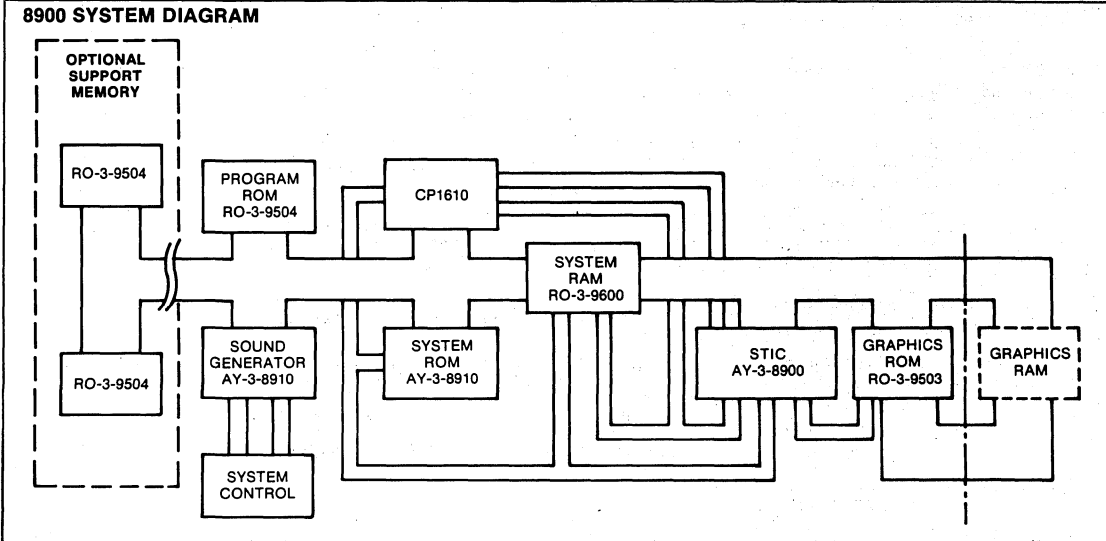 8900 SYSTEM DIAGRAM
OPTIONAL
SUPPORT
MEMORY
RO-3-9504
RO-3-9504
PROGRAM
ROM
RO-3-9504
SOUND
GENERATOR
AY-3-8910
SYSTEM
CONTROL
CP1610
SYSTEM
ROM
AY-3-8910
SYSTEM
RAM
RO-3-9600
STIC
AY-3-8900
GRAPHICS
ROM
RO-3-9503
GRAPHICS
RAM